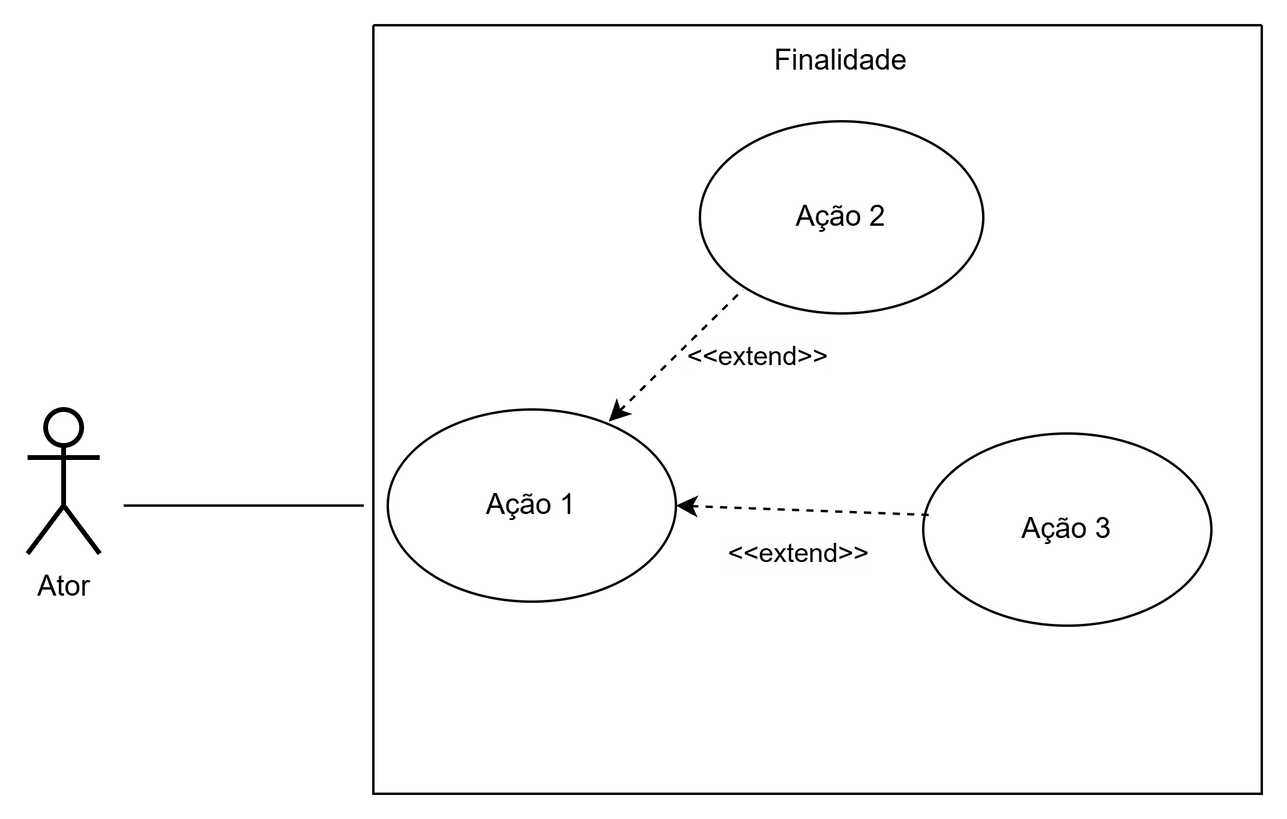 Finalidade
Ação 2
<<extend>>
Ação 1
Ação 3
<<extend>>
Ator